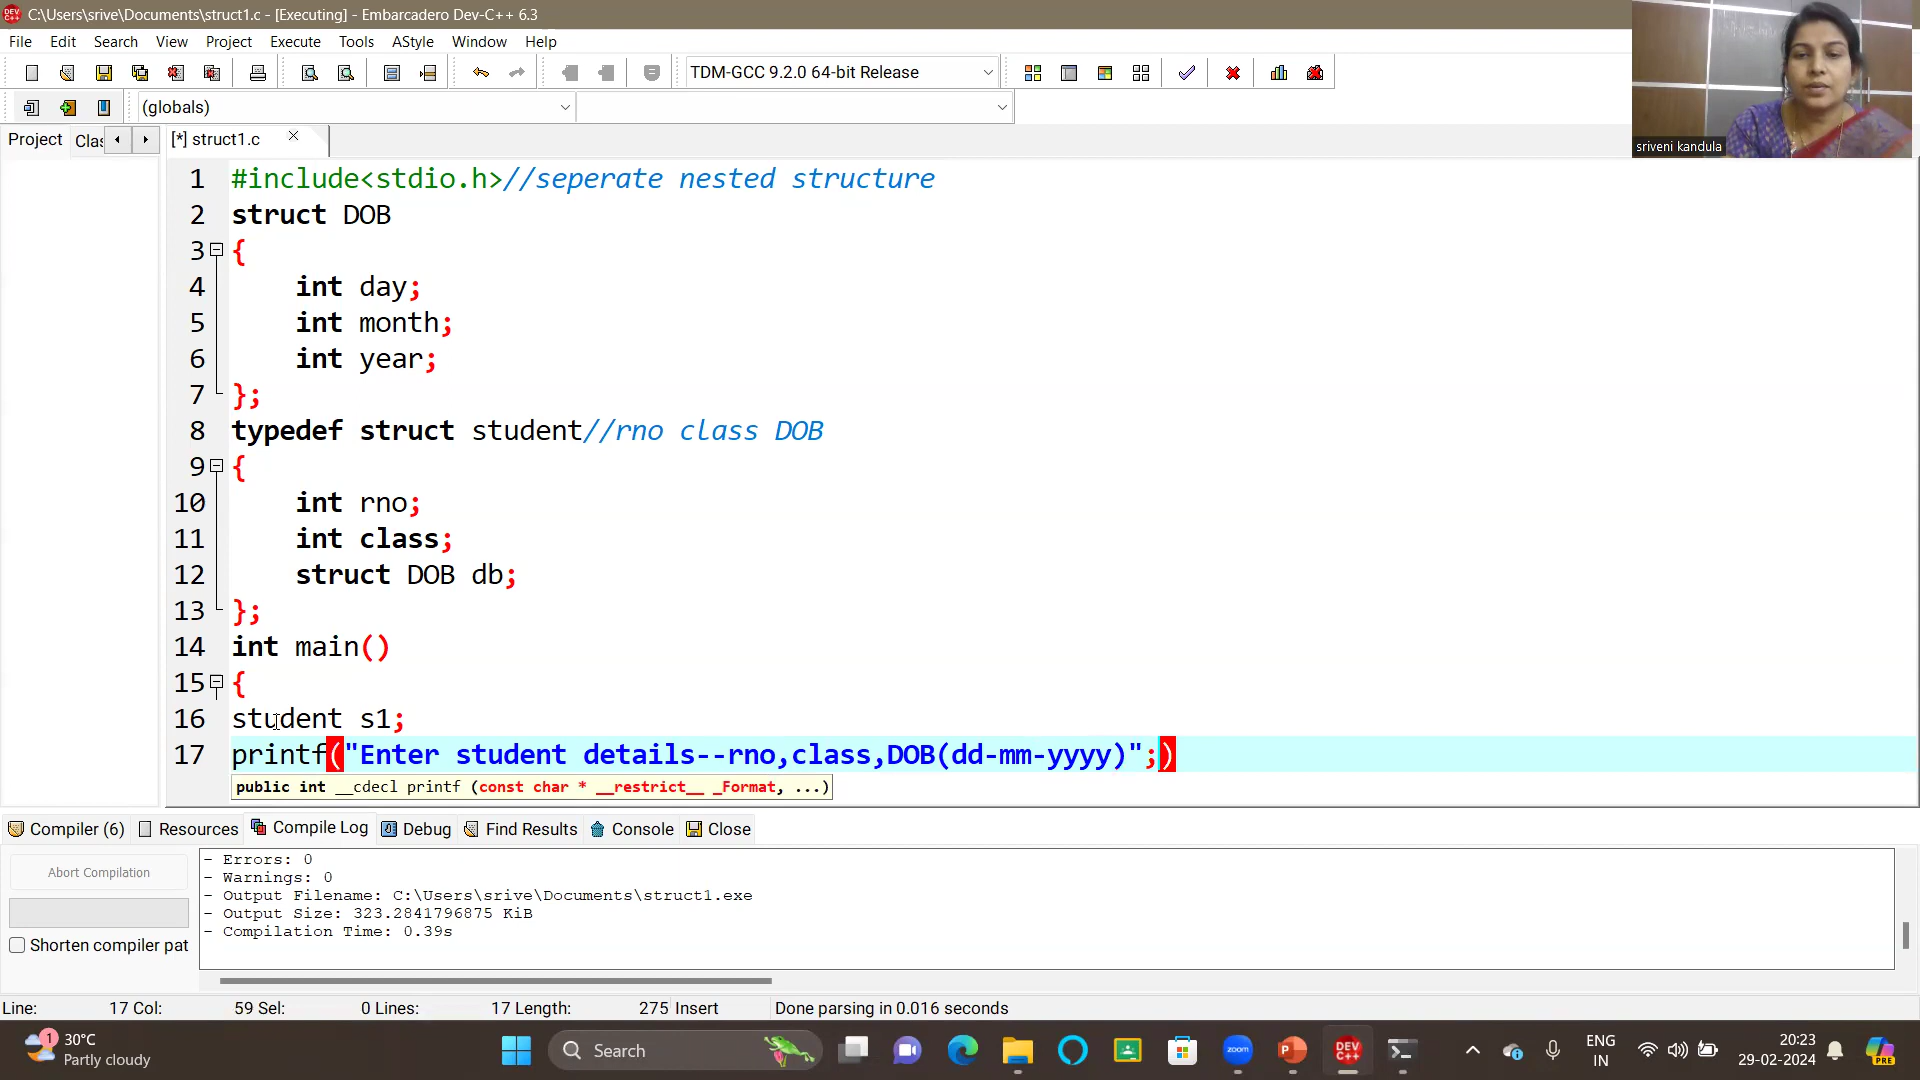 C:\Users\srive\Documents\struct1.c - [Executing] - Embarcadero Dev-C++ 6.3
File Edit Search View Project Execute Tools AStyle Window Help
TDM-GCC 9.2.0 64-bit Release
(globals)
Project Clas [*] struct1.c
sriveni kandula
1 #include<stdio.h>//seperate nested structure
2 struct DOB
3 {
4 int day;
5 int month;
6 int year;
7 };
8 typedef struct student//rno class DOB
9 {
10 int rno;
11 int class;
12 struct DOB db;
13 };
14 int main()
15 {
16 student s1;
17 printf("Enter student details--rno,class,DOB(dd-mm-yyyy)";)
public int __cdecl printf (const char * __restrict__ _Format, ...)
Compiler (6) Resources Compile Log Debug Find Results Console Close
Abort Compilation
Shorten compiler pat
- Errors: 0
- Warnings: 0
- Output Filename: C:\Users\srive\Documents\struct1.exe
- Output Size: 323.2841796875 KiB
- Compilation Time: 0.39s
Line: 17 Col: 59 Sel: 0 Lines: 17 Length: 275 Insert Done parsing in 0.016 seconds
1 30°C
Partly cloudy
Search
zoom
DEV C++
ENG
IN
20:23
29-02-2024
PRE